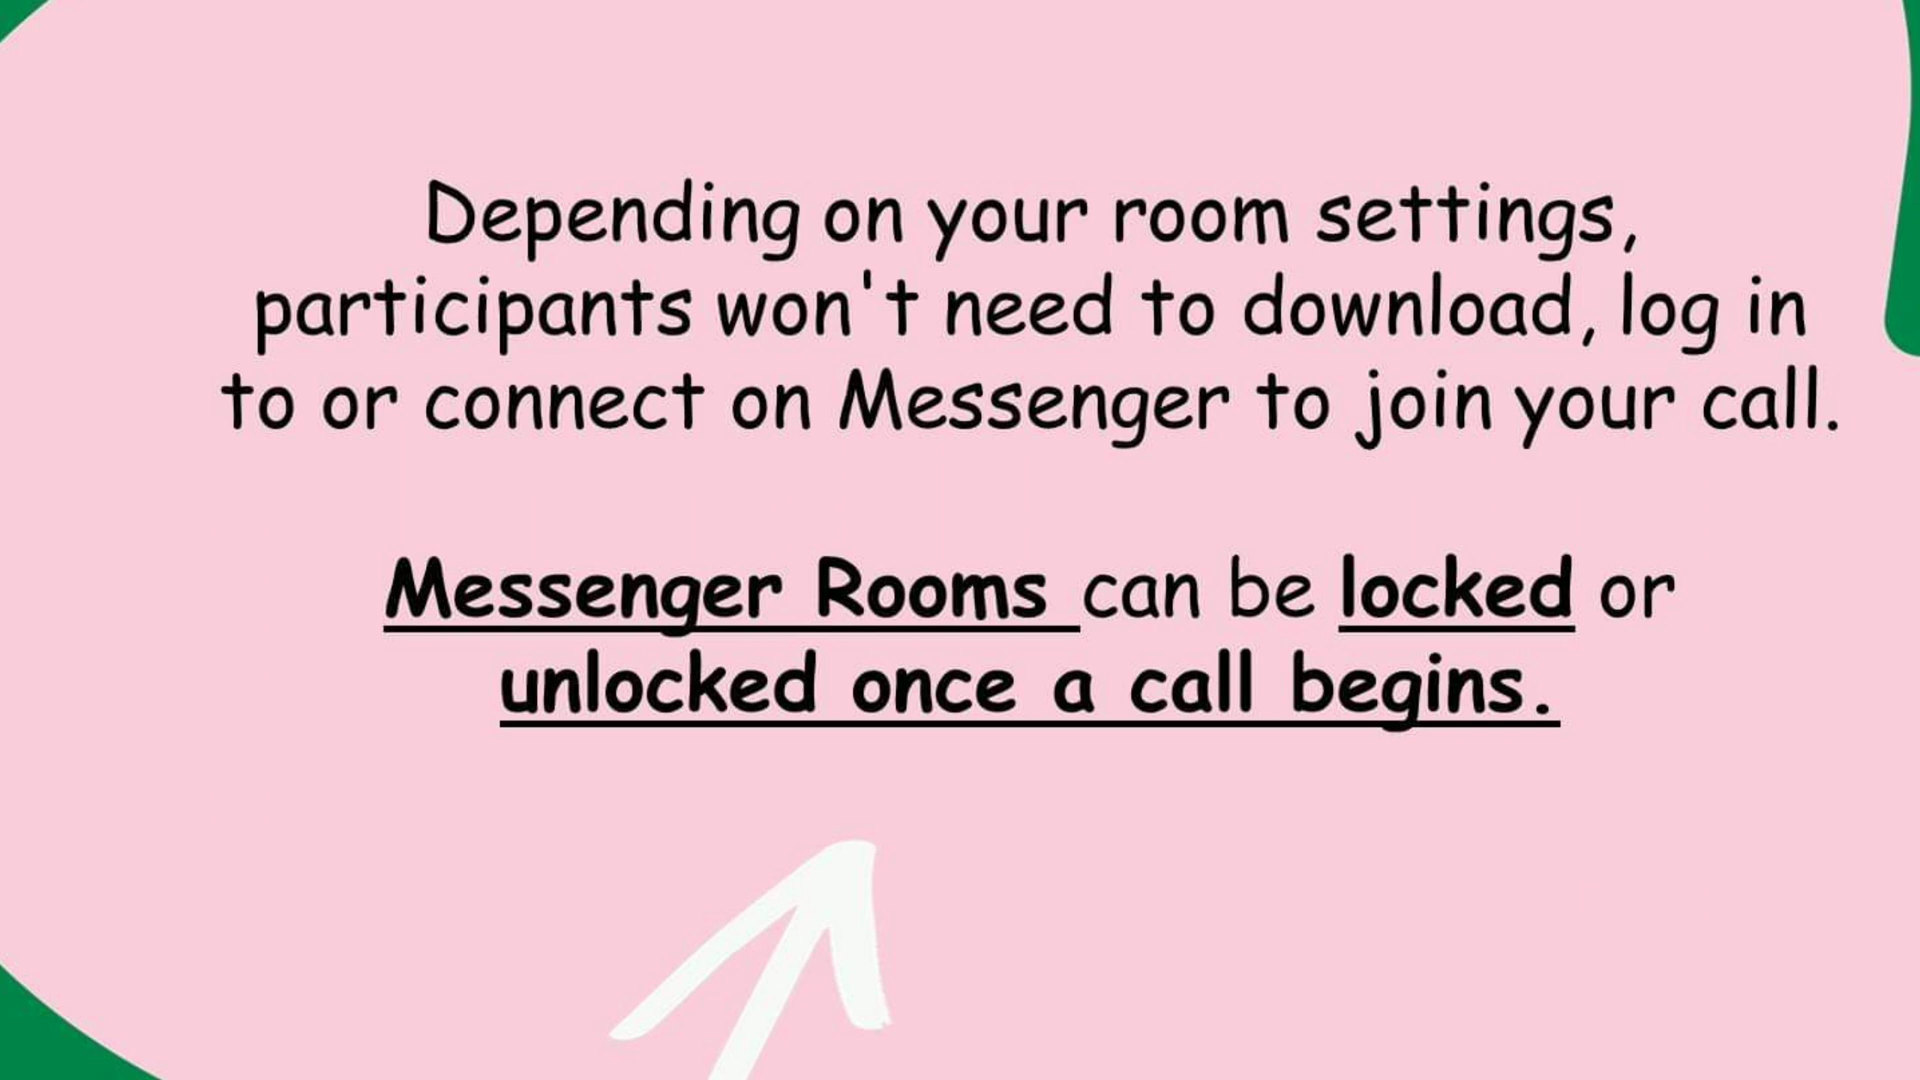 Depending on your room settings,
participants won't need to download, log in
to or connect on Messenger to join your call.
Messenger Rooms can be locked or
unlocked once a call begins.